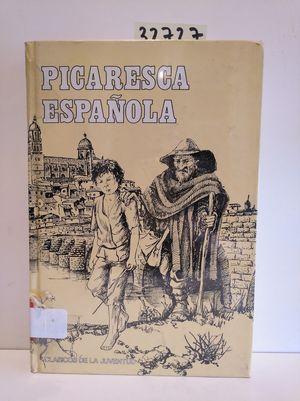 32727
PICARESCA
ESPAÑOLA
CLASICOS DE LA JUVENTUD